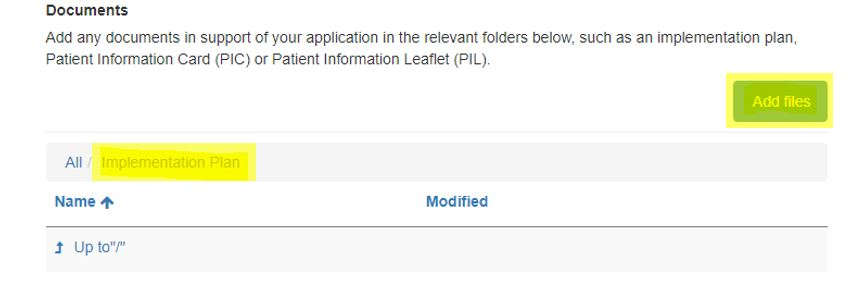 Documents
Add any documents in support of your application in the relevant folders below, such as an implementation plan,
Patient Information Card (PIC) or Patient Information Leaflet (PIL).
Add files
All / Implementation Plan
Name Modified
Up to"/"